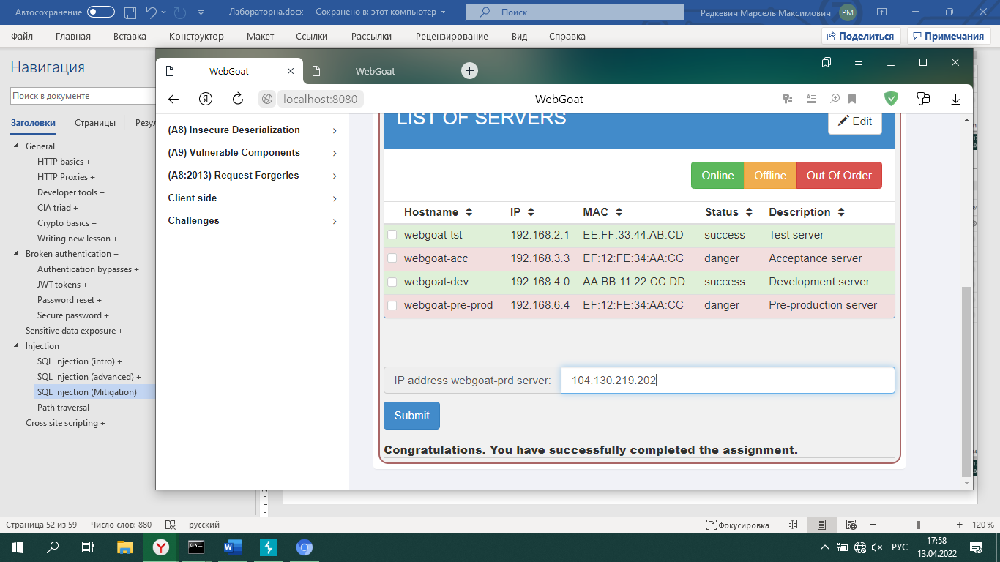 Автосохранение
Лабораторна.docx - Сохранено в: этот компьютер
Поиск
Радкевич Марсель Максимович
РМ
Файл Главная Вставка Конструктор Макет Ссылки Рассылки Рецензирование Вид Справка
Поделиться Примечания
Навигация
Поиск в документе
Заголовки Страницы
General
HTTP basics +
HTTP Proxies +
Developer tools +
CIA triad +
Crypto basics +
Writing new lesson +
Broken authentication +
Authentication bypasses +
JWT tokens +
Password reset +
Secure password +
Sensitive data exposure +
Injection
SQL Injection (intro) +
SQL Injection (advanced) +
SQL Injection (Mitigation)
Path traversal
Cross site scripting +
WebGoat
WebGoat
localhost:8080
WebGoat
(A8) Insecure Deserialization
(A9) Vulnerable Components
(A8:2013) Request Forgeries
Client side
Challenges
LIST OF SERVERS
Edit
Online Offline Out Of Order
Hostname IP MAC Status Description
webgoat-tst 192.168.2.1 EE:FF:33:44:AB:CD success Test server
webgoat-acc 192.168.3.3 EF:12:FE:34:AA:CC danger Acceptance server
webgoat-dev 192.168.4.0 AA:BB:11:22:CC:DD success Development server
webgoat-pre-prod 192.168.6.4 EF:12:FE:34:AA:CC danger Pre-production server
IP address webgoat-prd server: 104.130.219.202
Submit
Congratulations. You have successfully completed the assignment.
Страница 52 из 59 Число слов: 880 русский
Фокусировка
120 %
РУС
17:58
13.04.2022